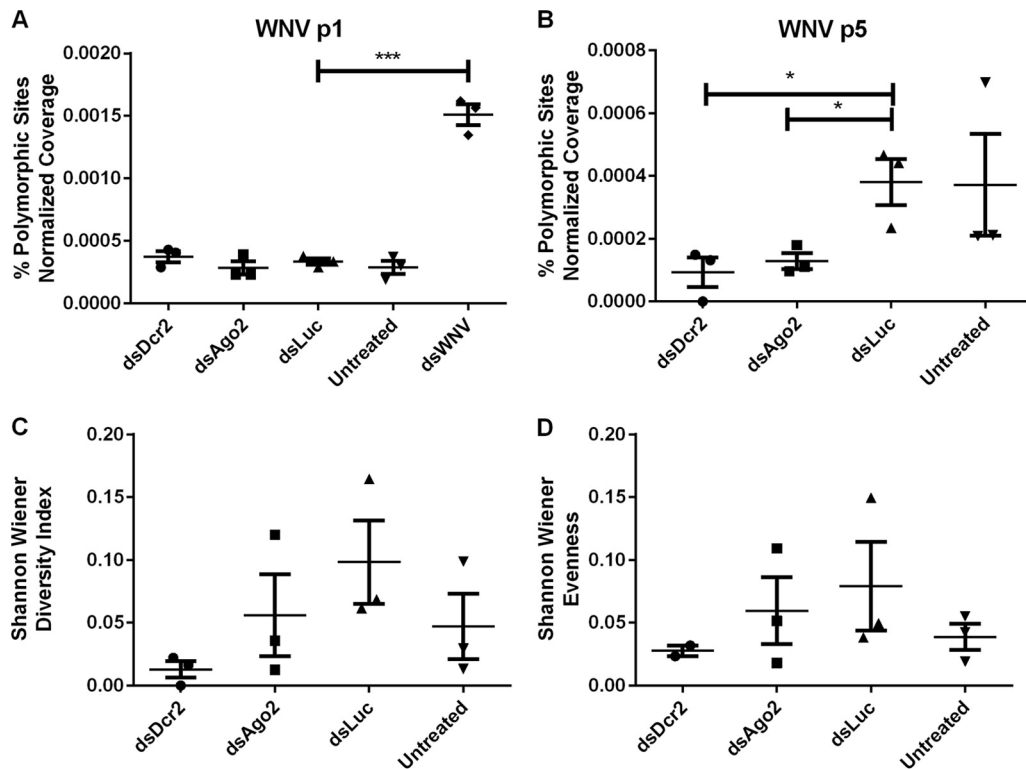 A
WNV p1
% Polymorphic Sites
Normalized Coverage
0.0020
0.0015
0.0010
0.0005
0.0000
***
dsDcr2
dsAgo2
dsLuc
Untreated
dsWNV
B
WNV p5
% Polymorphic Sites
Normalized Coverage
0.0008
0.0006
0.0004
0.0002
0.0000
*
*
dsDcr2
dsAgo2
dsLuc
Untreated
C
Shannon Wiener
Diversity Index
0.20
0.15
0.10
0.05
0.00
dsDcr2
dsAgo2
dsLuc
Untreated
D
Shannon Wiener
Evenness
0.20
0.15
0.10
0.05
0.00
dsDcr2
dsAgo2
dsLuc
Untreated